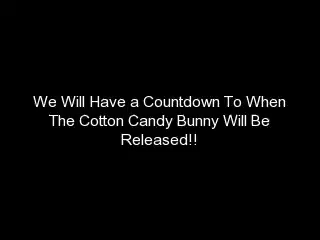 We Will Have a Countdown To When
The Cotton Candy Bunny Will Be
Released!!